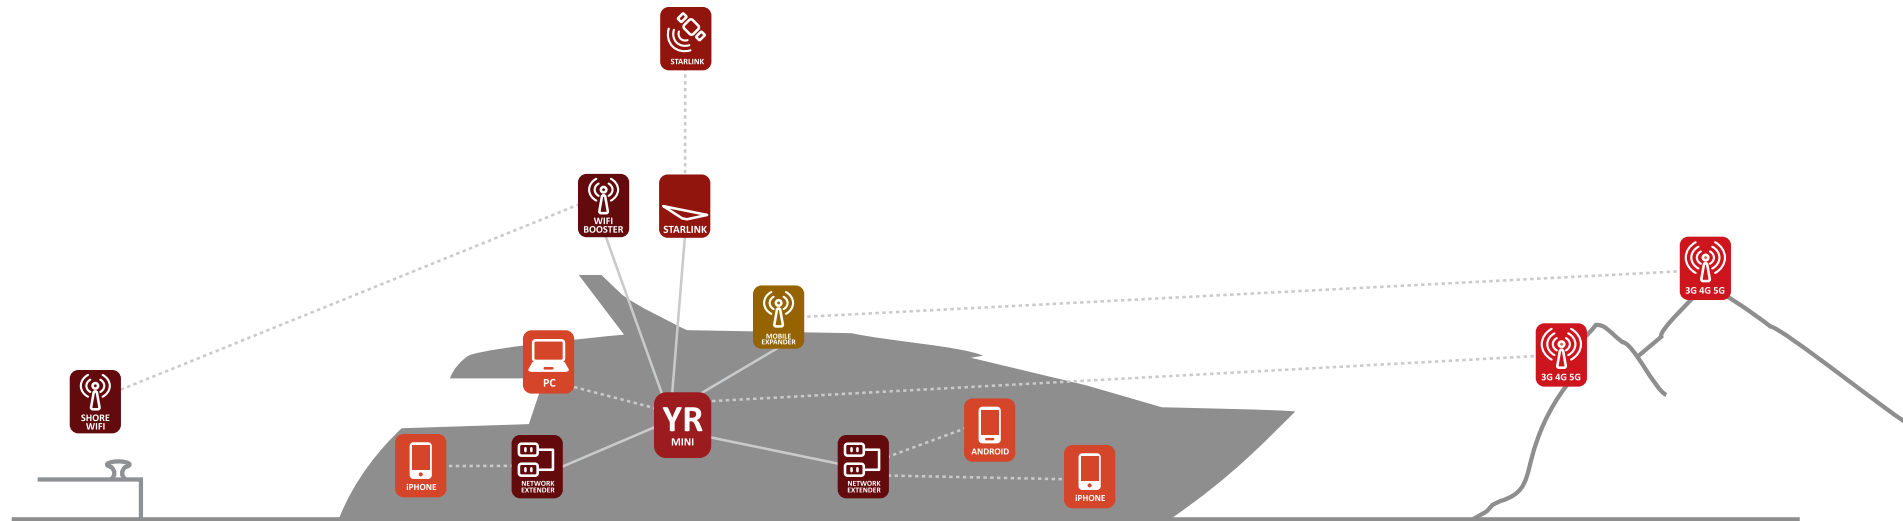 STARLINK
WIFI
BOOSTER
STARLINK
3G 4G 5G
MOBILE
EXPANDER
3G 4G 5G
PC
SHORE
WIFI
YR
MINI
ANDROID
iPHONE
NETWORK
EXTENDER
NETWORK
EXTENDER
iPHONE